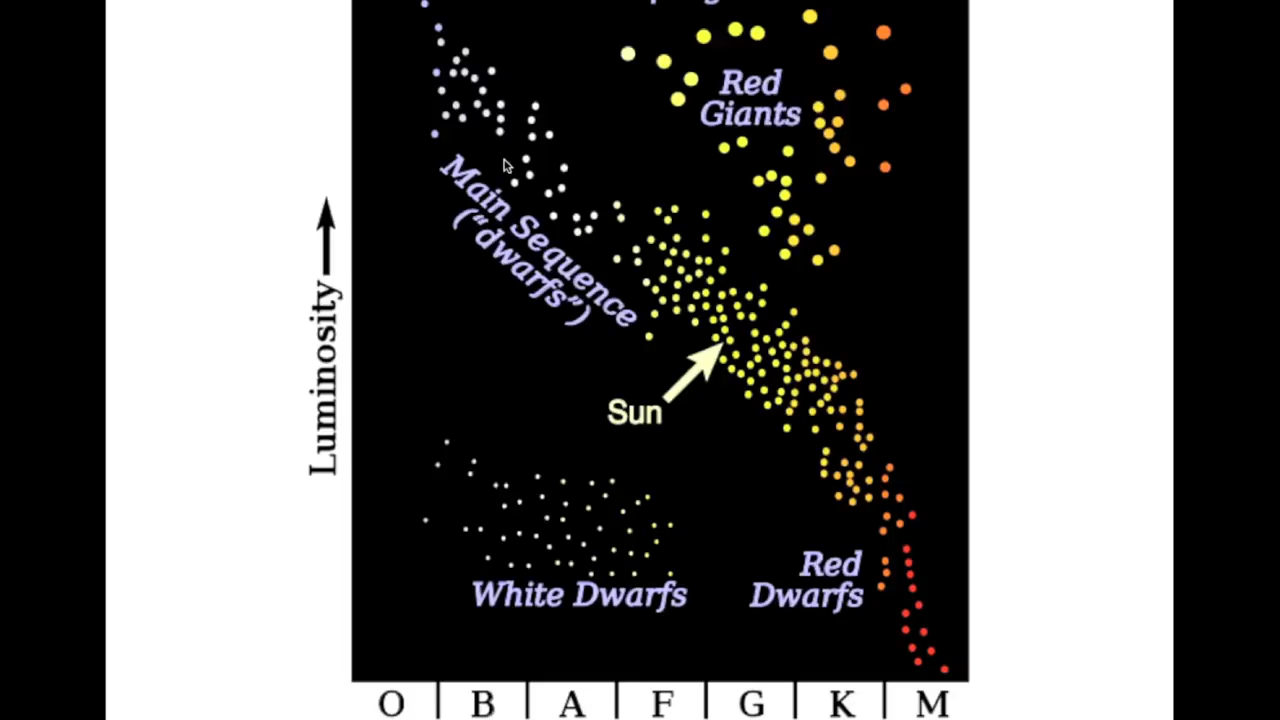 Red
Giants
Main Sequence
("dwarfs")
Luminosity
Sun
White Dwarfs
Red
Dwarfs
O B A F G K M